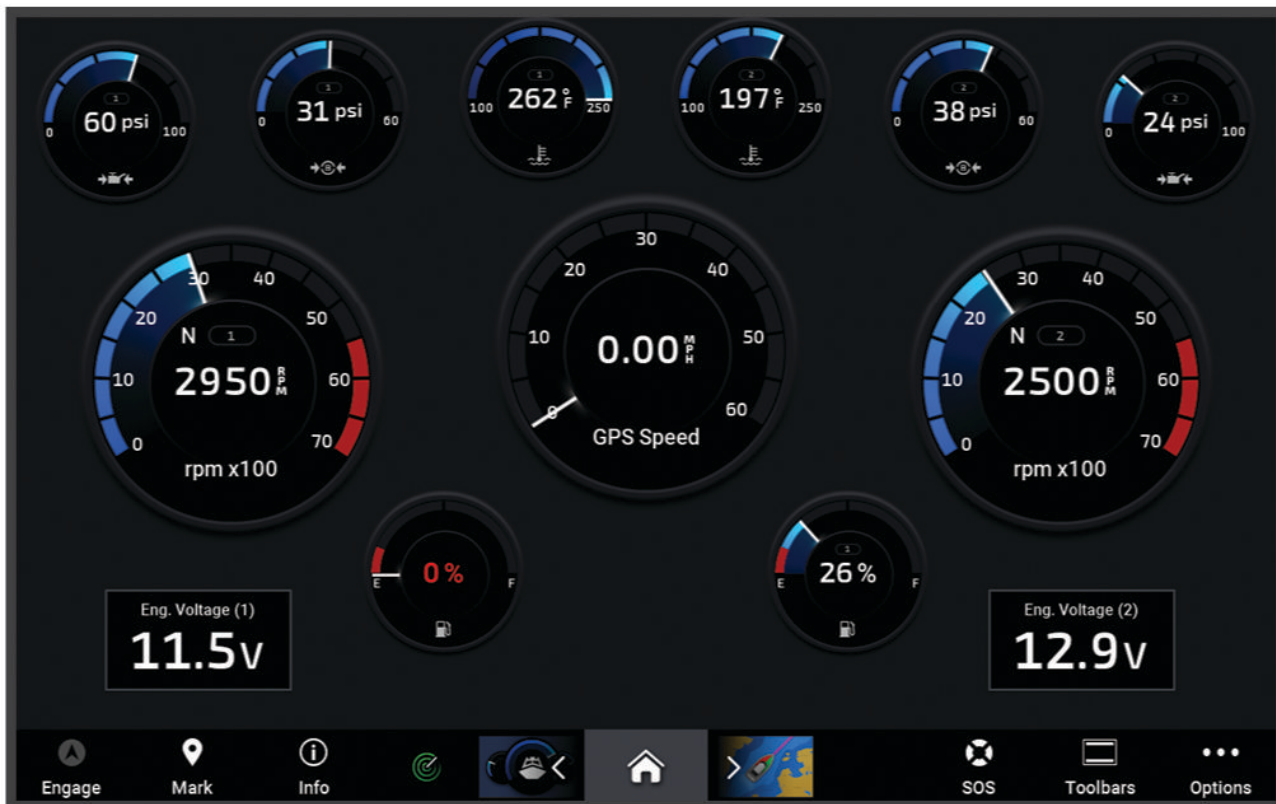 1
60 psi
0
100
1
31 psi
0
60
1
262 °F
100
250
2
197 °F
100
250
2
38 psi
0
60
2
24 psi
0
100
0
10
20
30
40
50
60
70
N 1
2950 RPM
rpm x100
0
10
20
30
40
50
60
0.00 MPH
GPS Speed
0
10
20
30
40
50
60
70
N 2
2500 RPM
rpm x100
0 %
E
F
1
26 %
E
F
Eng. Voltage (1)
11.5 V
Eng. Voltage (2)
12.9 V
Engage
Mark
Info
SOS
Toolbars
Options